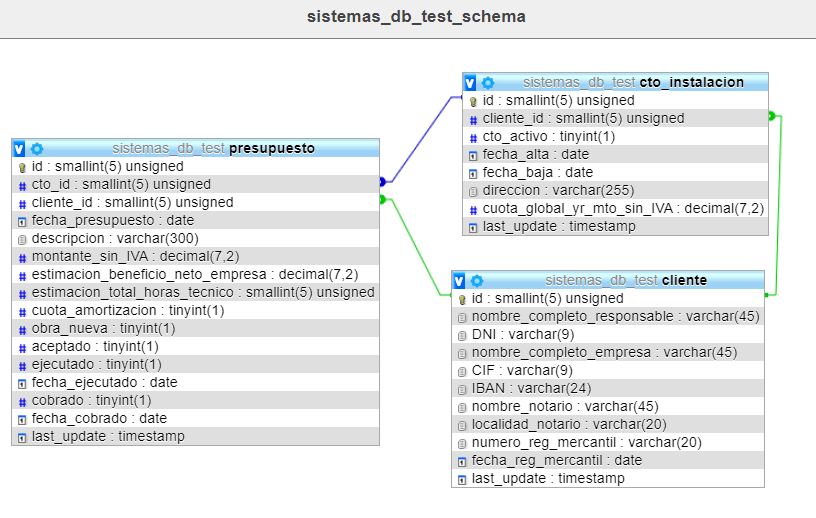 sistemas_db_test_schema
sistemas_db_test presupuesto
id : smallint(5) unsigned
cto_id : smallint(5) unsigned
cliente_id : smallint(5) unsigned
fecha_presupuesto : date
descripcion : varchar(300)
montante_sin_IVA : decimal(7,2)
estimacion_beneficio_neto_empresa : decimal(7,2)
estimacion_total_horas_tecnico : smallint(5) unsigned
cuota_amortizacion : tinyint(1)
obra_nueva : tinyint(1)
aceptado : tinyint(1)
ejecutado : tinyint(1)
fecha_ejecutado : date
cobrado : tinyint(1)
fecha_cobrado : date
last_update : timestamp
sistemas_db_test cto_instalacion
id : smallint(5) unsigned
cliente_id : smallint(5) unsigned
cto_activo : tinyint(1)
fecha_alta : date
fecha_baja : date
direccion : varchar(255)
cuota_global_yr_mto_sin_IVA : decimal(7,2)
last_update : timestamp
sistemas_db_test cliente
id : smallint(5) unsigned
nombre_completo_responsable : varchar(45)
DNI : varchar(9)
nombre_completo_empresa : varchar(45)
CIF : varchar(9)
IBAN : varchar(24)
nombre_notario : varchar(45)
localidad_notario : varchar(20)
numero_reg_mercantil : varchar(20)
fecha_reg_mercantil : date
last_update : timestamp